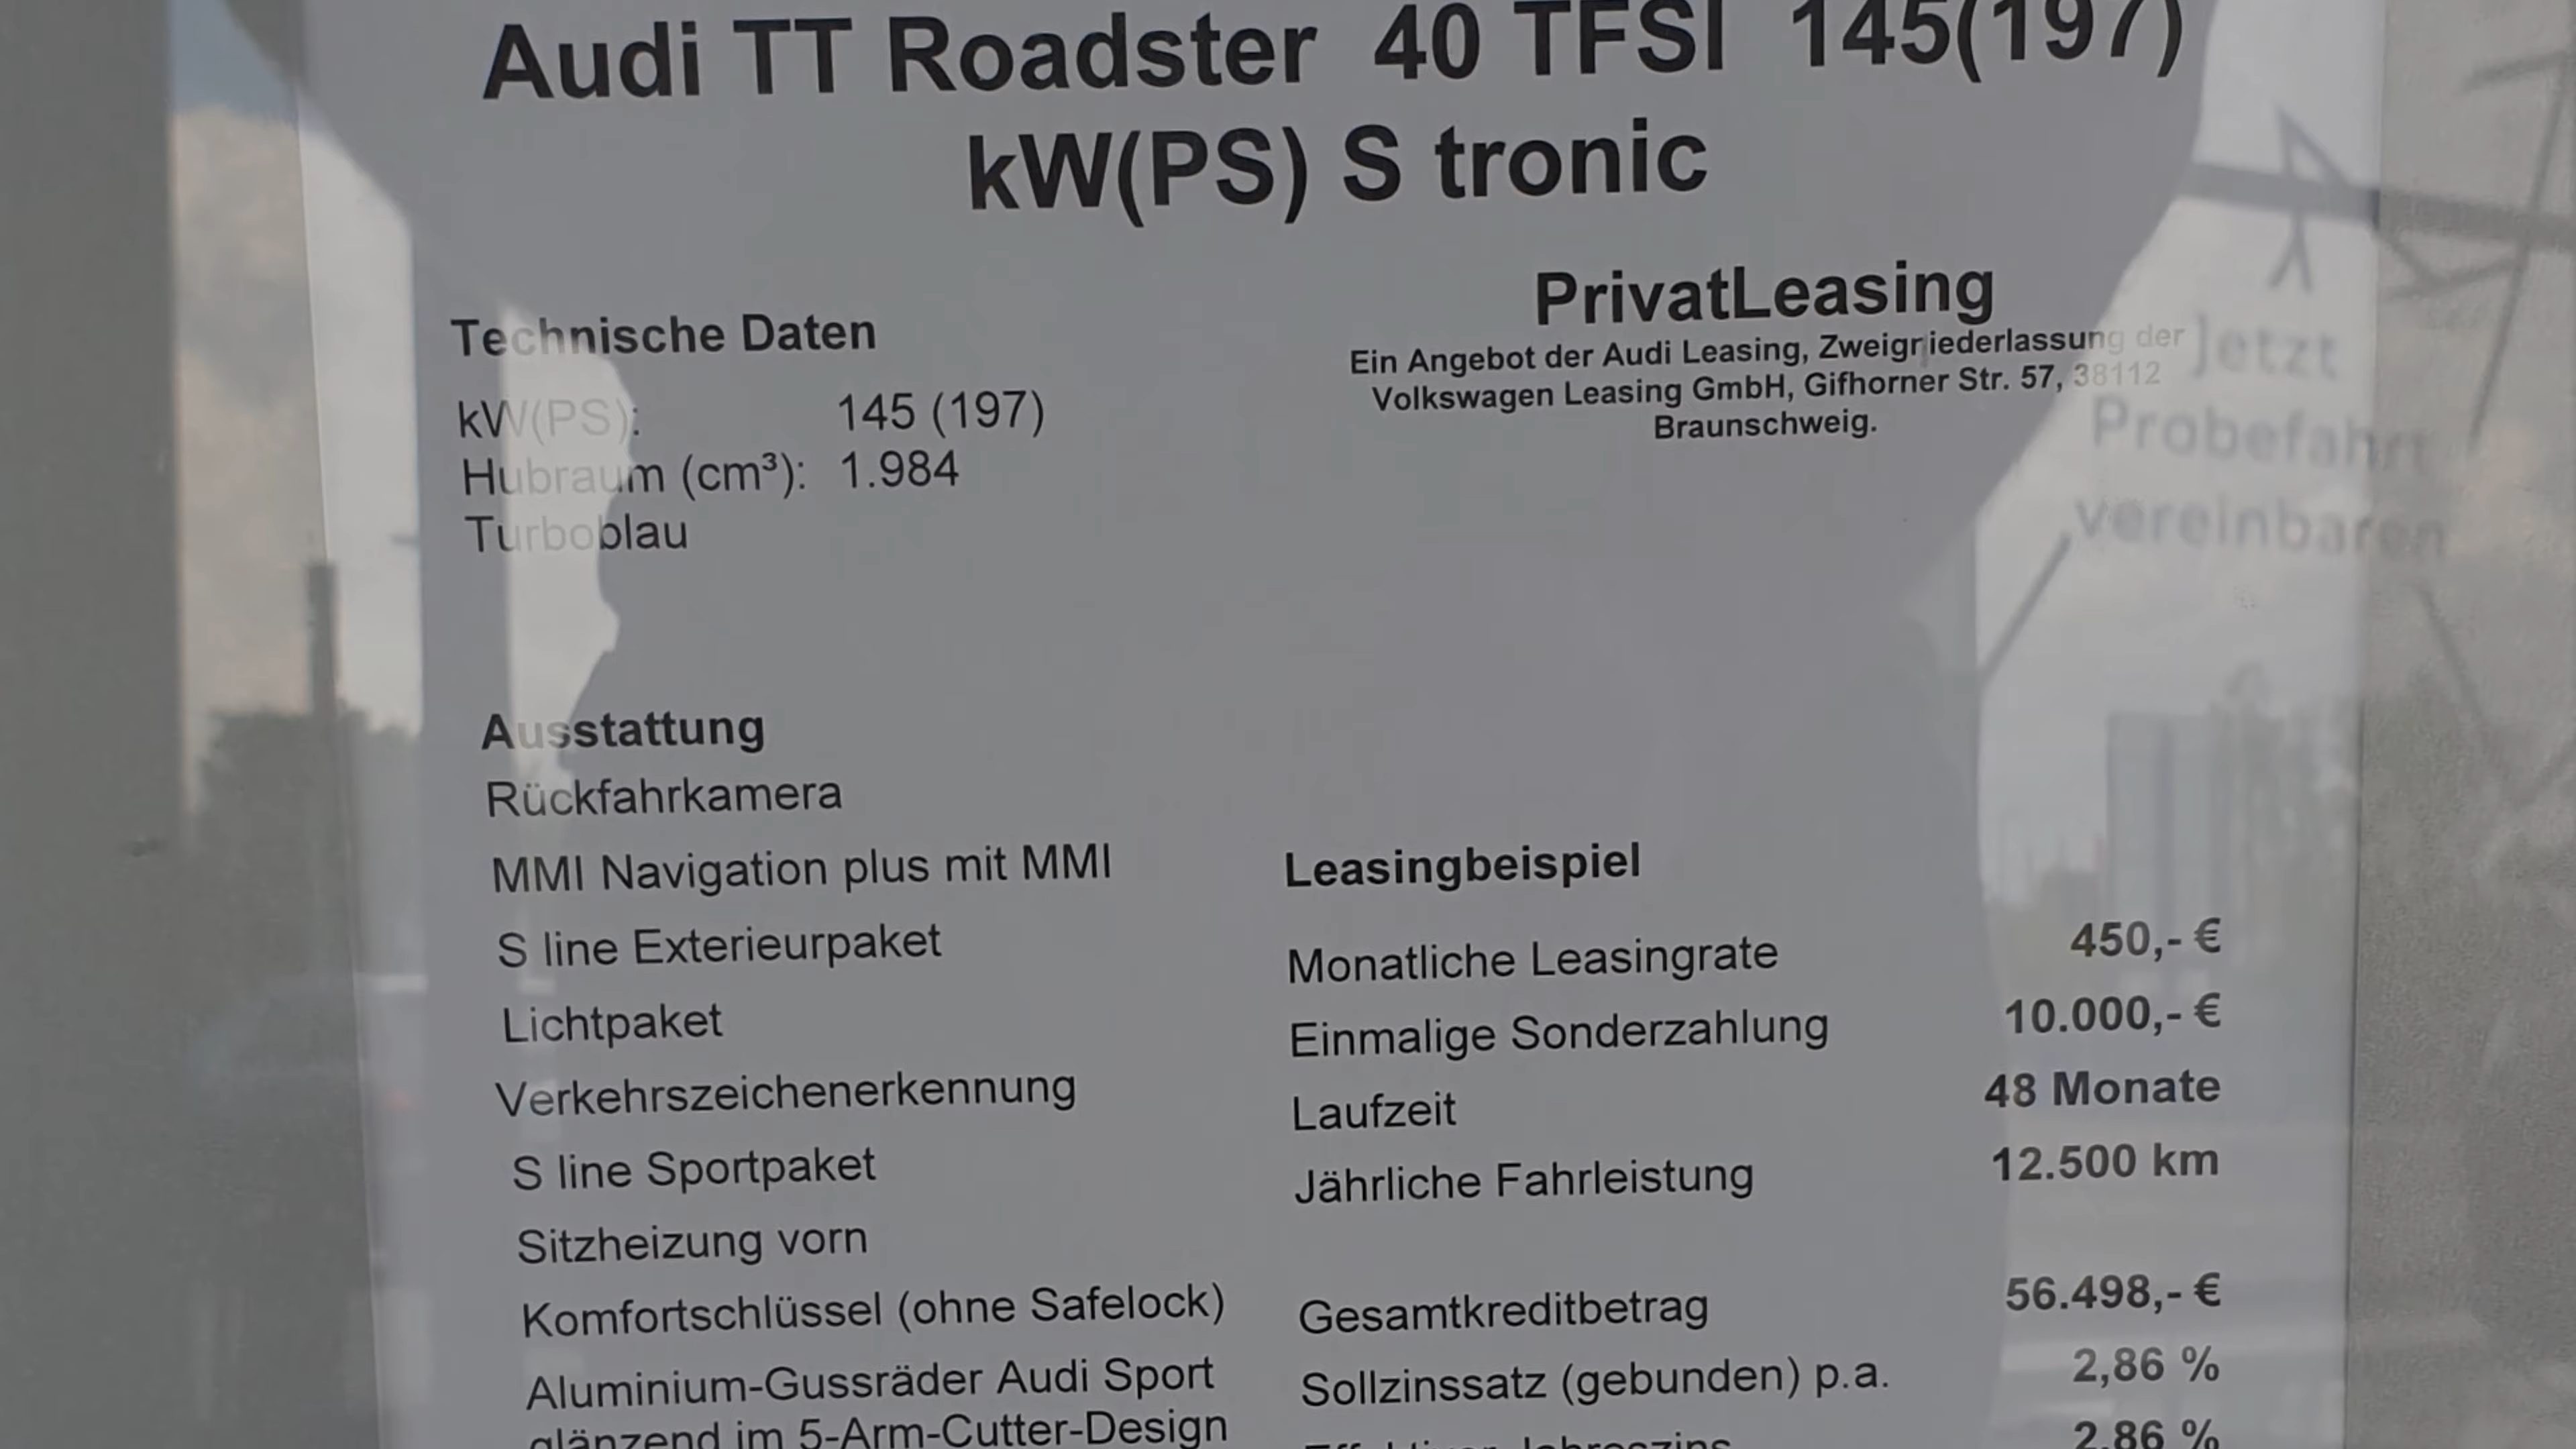 Audi TT Roadster 40 TFSI 145(197)
kW(PS) S tronic
Technische Daten
kW(PS): 145 (197)
Hubraum (cm³): 1.984
Turboblau
PrivatLeasing
Ein Angebot der Audi Leasing, Zweigniederlassung der
Volkswagen Leasing GmbH, Gifhorner Str. 57, 38112
Braunschweig.
Jetzt
Probefahrt
vereinbaren
Ausstattung
Rückfahrkamera
MMI Navigation plus mit MMI
S line Exterieurpaket
Lichtpaket
Verkehrszeichenerkennung
S line Sportpaket
Sitzheizung vorn
Komfortschlüssel (ohne Safelock)
Aluminium-Gussräder Audi Sport
glänzend im 5-Arm-Cutter-Design
Leasingbeispiel
Monatliche Leasingrate 450,- €
Einmalige Sonderzahlung 10.000,- €
Laufzeit 48 Monate
Jährliche Fahrleistung 12.500 km
Gesamtkreditbetrag 56.498,- €
Sollzinssatz (gebunden) p.a. 2,86 %
2,86 %